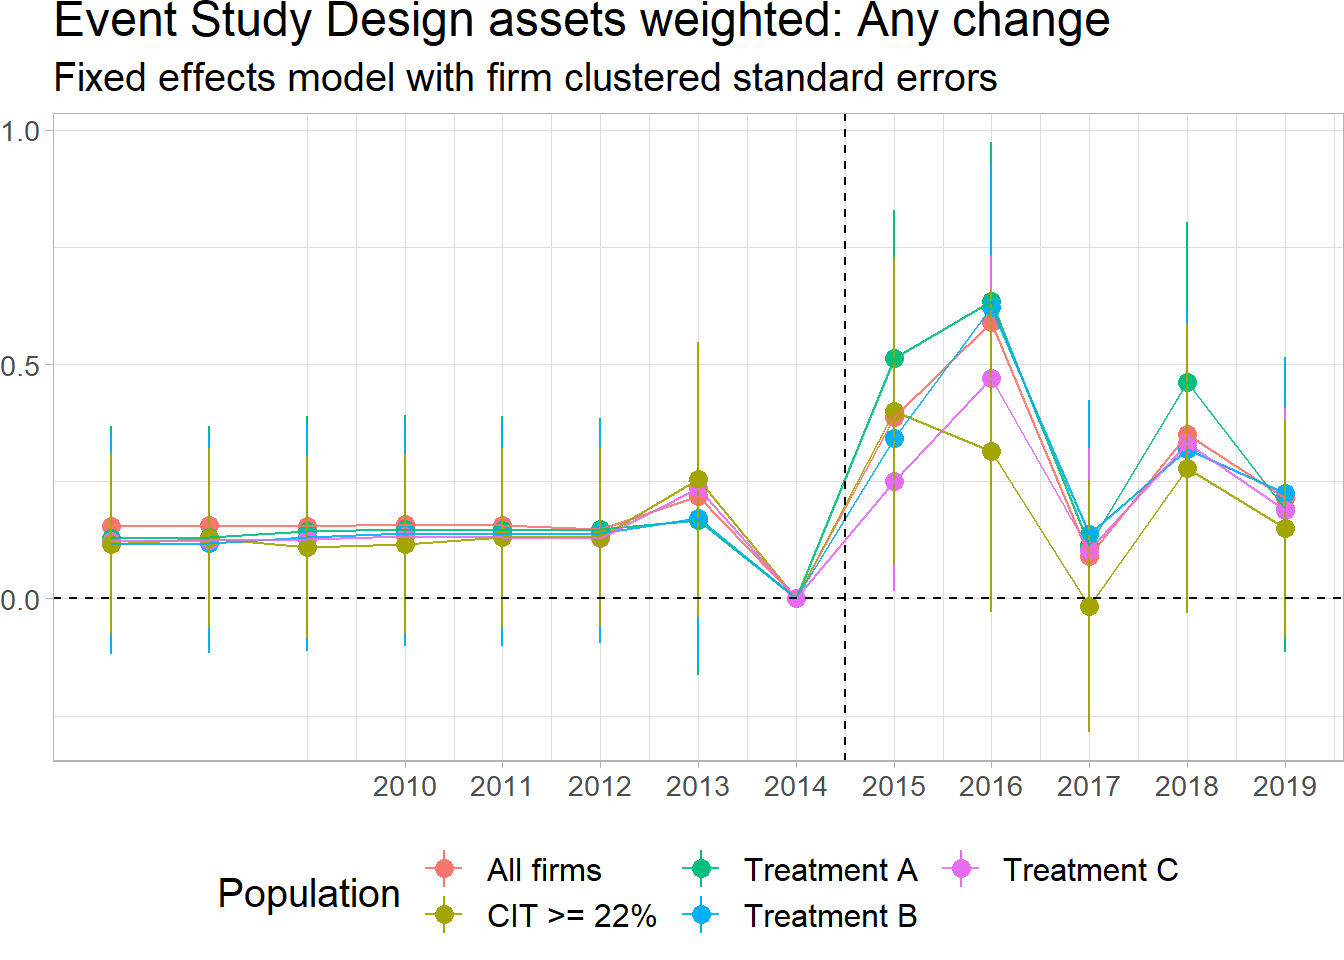 Event Study Design assets weighted: Any change
Fixed effects model with firm clustered standard errors
1.0
0.5
0.0
2010 2011 2012 2013 2014 2015 2016 2017 2018 2019
Population
All firms Treatment A Treatment C
CIT >= 22% Treatment B